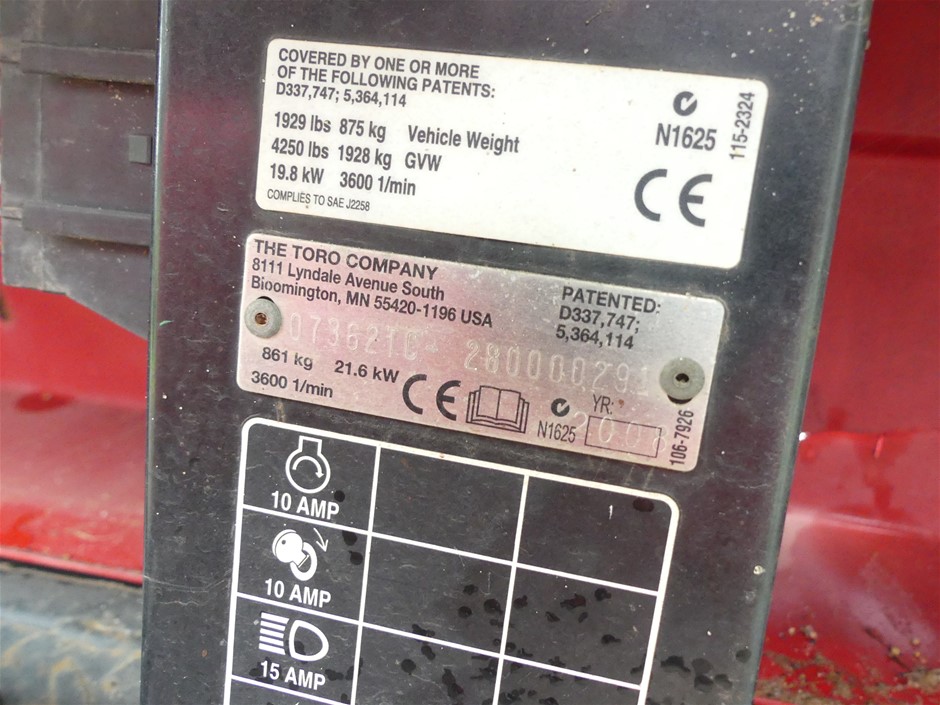 COVERED BY ONE OR MORE
OF THE FOLLOWING PATENTS:
D337,747; 5,364,114
1929 lbs 875 kg Vehicle Weight
4250 lbs 1928 kg GVW
19.8 kW 3600 1/min
COMPLIES TO SAE J2258
N1625
115-2324
CE
THE TORO COMPANY
8111 Lyndale Avenue South
Bloomington, MN 55420-1196 USA
PATENTED:
D337,747;
5,364,114
07362TC- 280000291
861 kg 21.6 kW
3600 1/min
CE
N1625
YR:
2008
106-7926
10 AMP
10 AMP
15 AMP